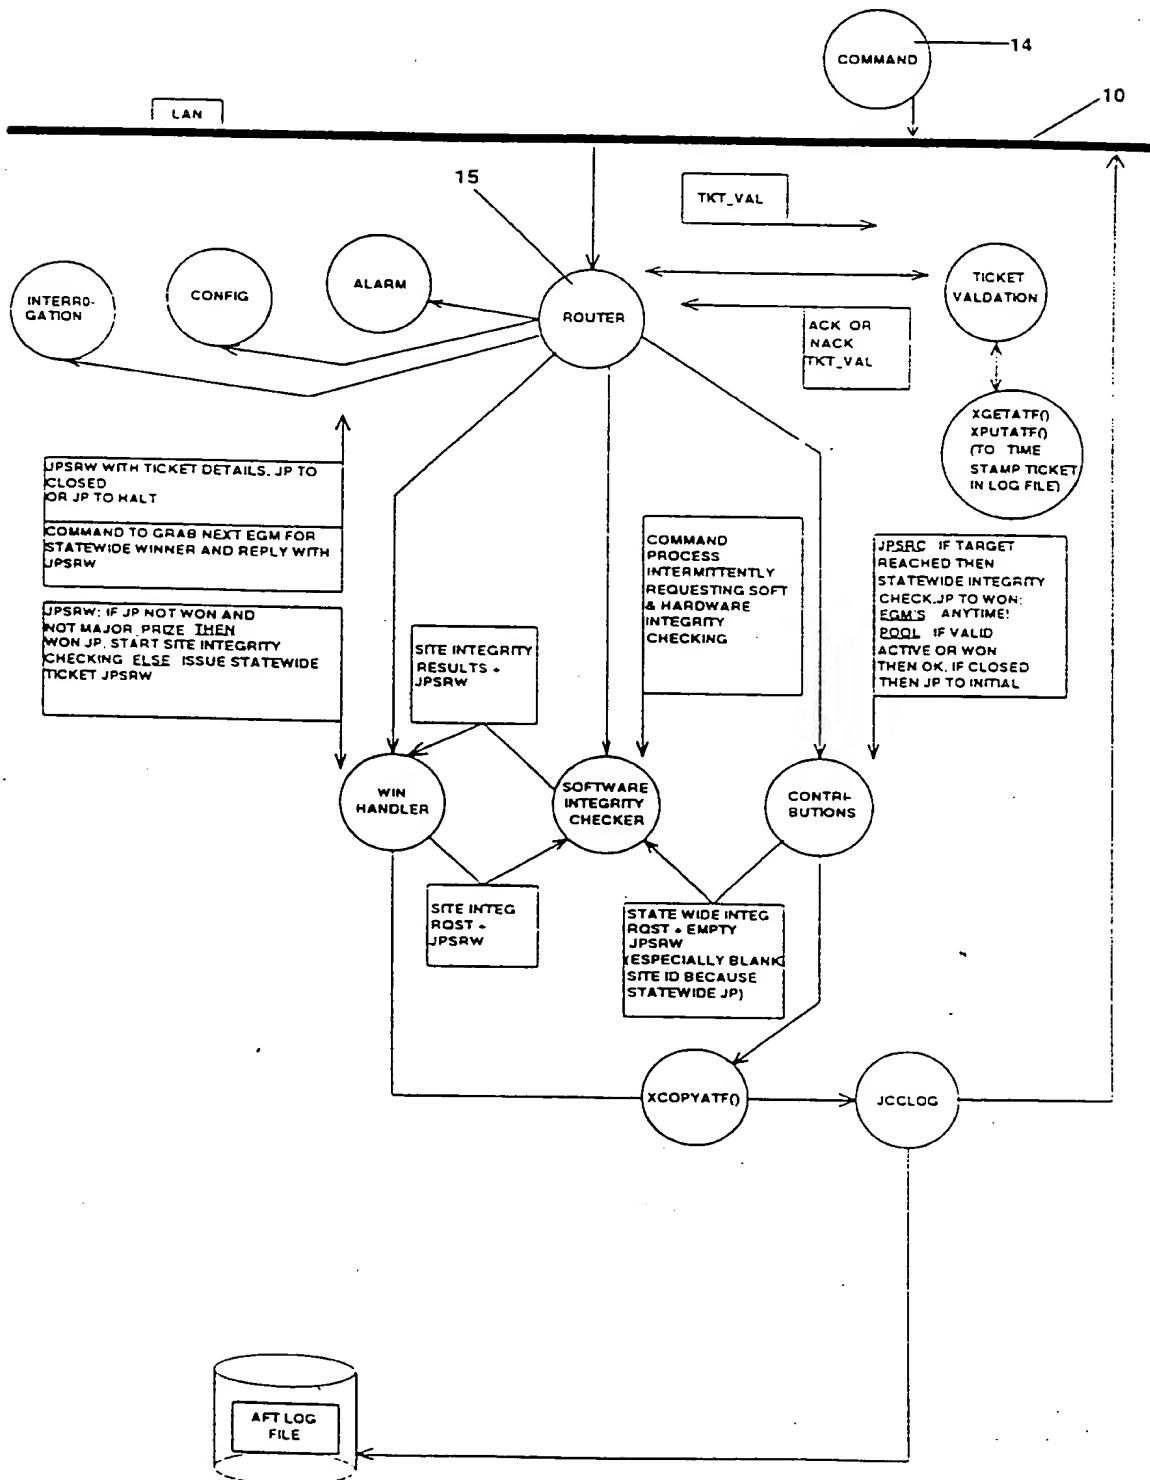 14
COMMAND
10
LAN
15
TKT_VAL
INTERRO-
GATION
CONFIG
ALARM
ROUTER
TICKET
VALDATION
ACK OR
NACK
TKT_VAL
XGETATF()
XPUTATF()
(TO TIME
STAMP TICKET
IN LOG FILE)
JPSRW WITH TICKET DETAILS. JP TO
CLOSED
OR JP TO HALT
COMMAND TO GRAB NEXT EGM FOR
STATEWIDE WINNER AND REPLY WITH
JPSRW
JPSRW: IF JP NOT WON AND
NOT MAJOR PRIZE THEN
WON JP, START SITE INTEGRITY
CHECKING ELSE ISSUE STATEWIDE
TICKET JPSRW
SITE INTEGRITY
RESULTS +
JPSRW
COMMAND
PROCESS
INTERMITTENTLY
REQUESTING SOFT
& HARDWARE
INTEGRITY
CHECKING
JPSRC IF TARGET
REACHED THEN
STATEWIDE INTEGRITY
CHECK.JP TO WON;
EGM'S ANYTIME!
POOL IF VALID
ACTIVE OR WON
THEN OK. IF CLOSED
THEN JP TO INITIAL
WIN
HANDLER
SOFTWARE
INTEGRITY
CHECKER
CONTRI-
BUTIONS
SITE INTEG
RQST +
JPSRW
STATE WIDE INTEG
RQST + EMPTY
JPSRW
(ESPECIALLY BLANK
SITE ID BECAUSE
STATEWIDE JP)
XCOPYATF()
JCCLOG
AFT LOG
FILE